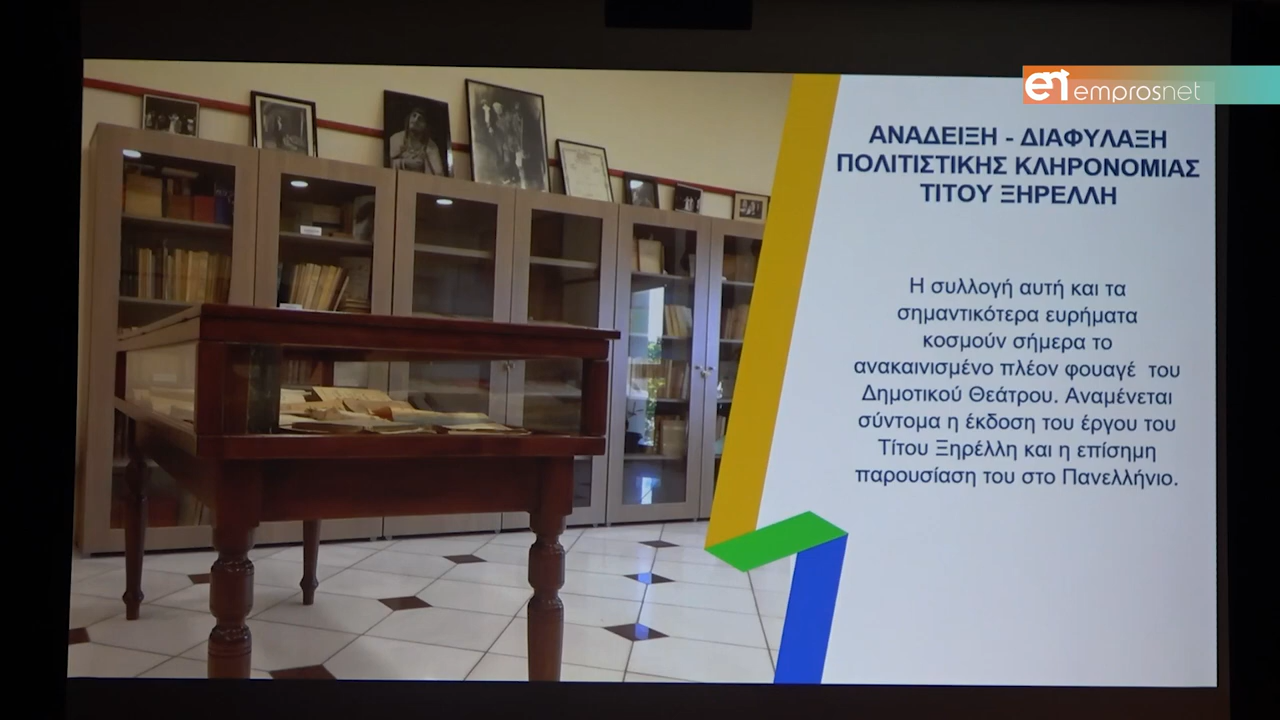 emprosnet
ΑΝΑΔΕΙΞΗ - ΔΙΑΦΥΛΑΞΗ
ΠΟΛΙΤΙΣΤΙΚΗΣ ΚΛΗΡΟΝΟΜΙΑΣ
ΤΙΤΟΥ ΞΗΡΕΛΛΗ
Η συλλογή αυτή και τα
σημαντικότερα ευρήματα
κοσμούν σήμερα το
ανακαινισμένο πλέον φουαγέ του
Δημοτικού Θεάτρου. Αναμένεται
σύντομα η έκδοση του έργου του
Τίτου Ξηρέλλη και η επίσημη
παρουσίαση του στο Πανελλήνιο.